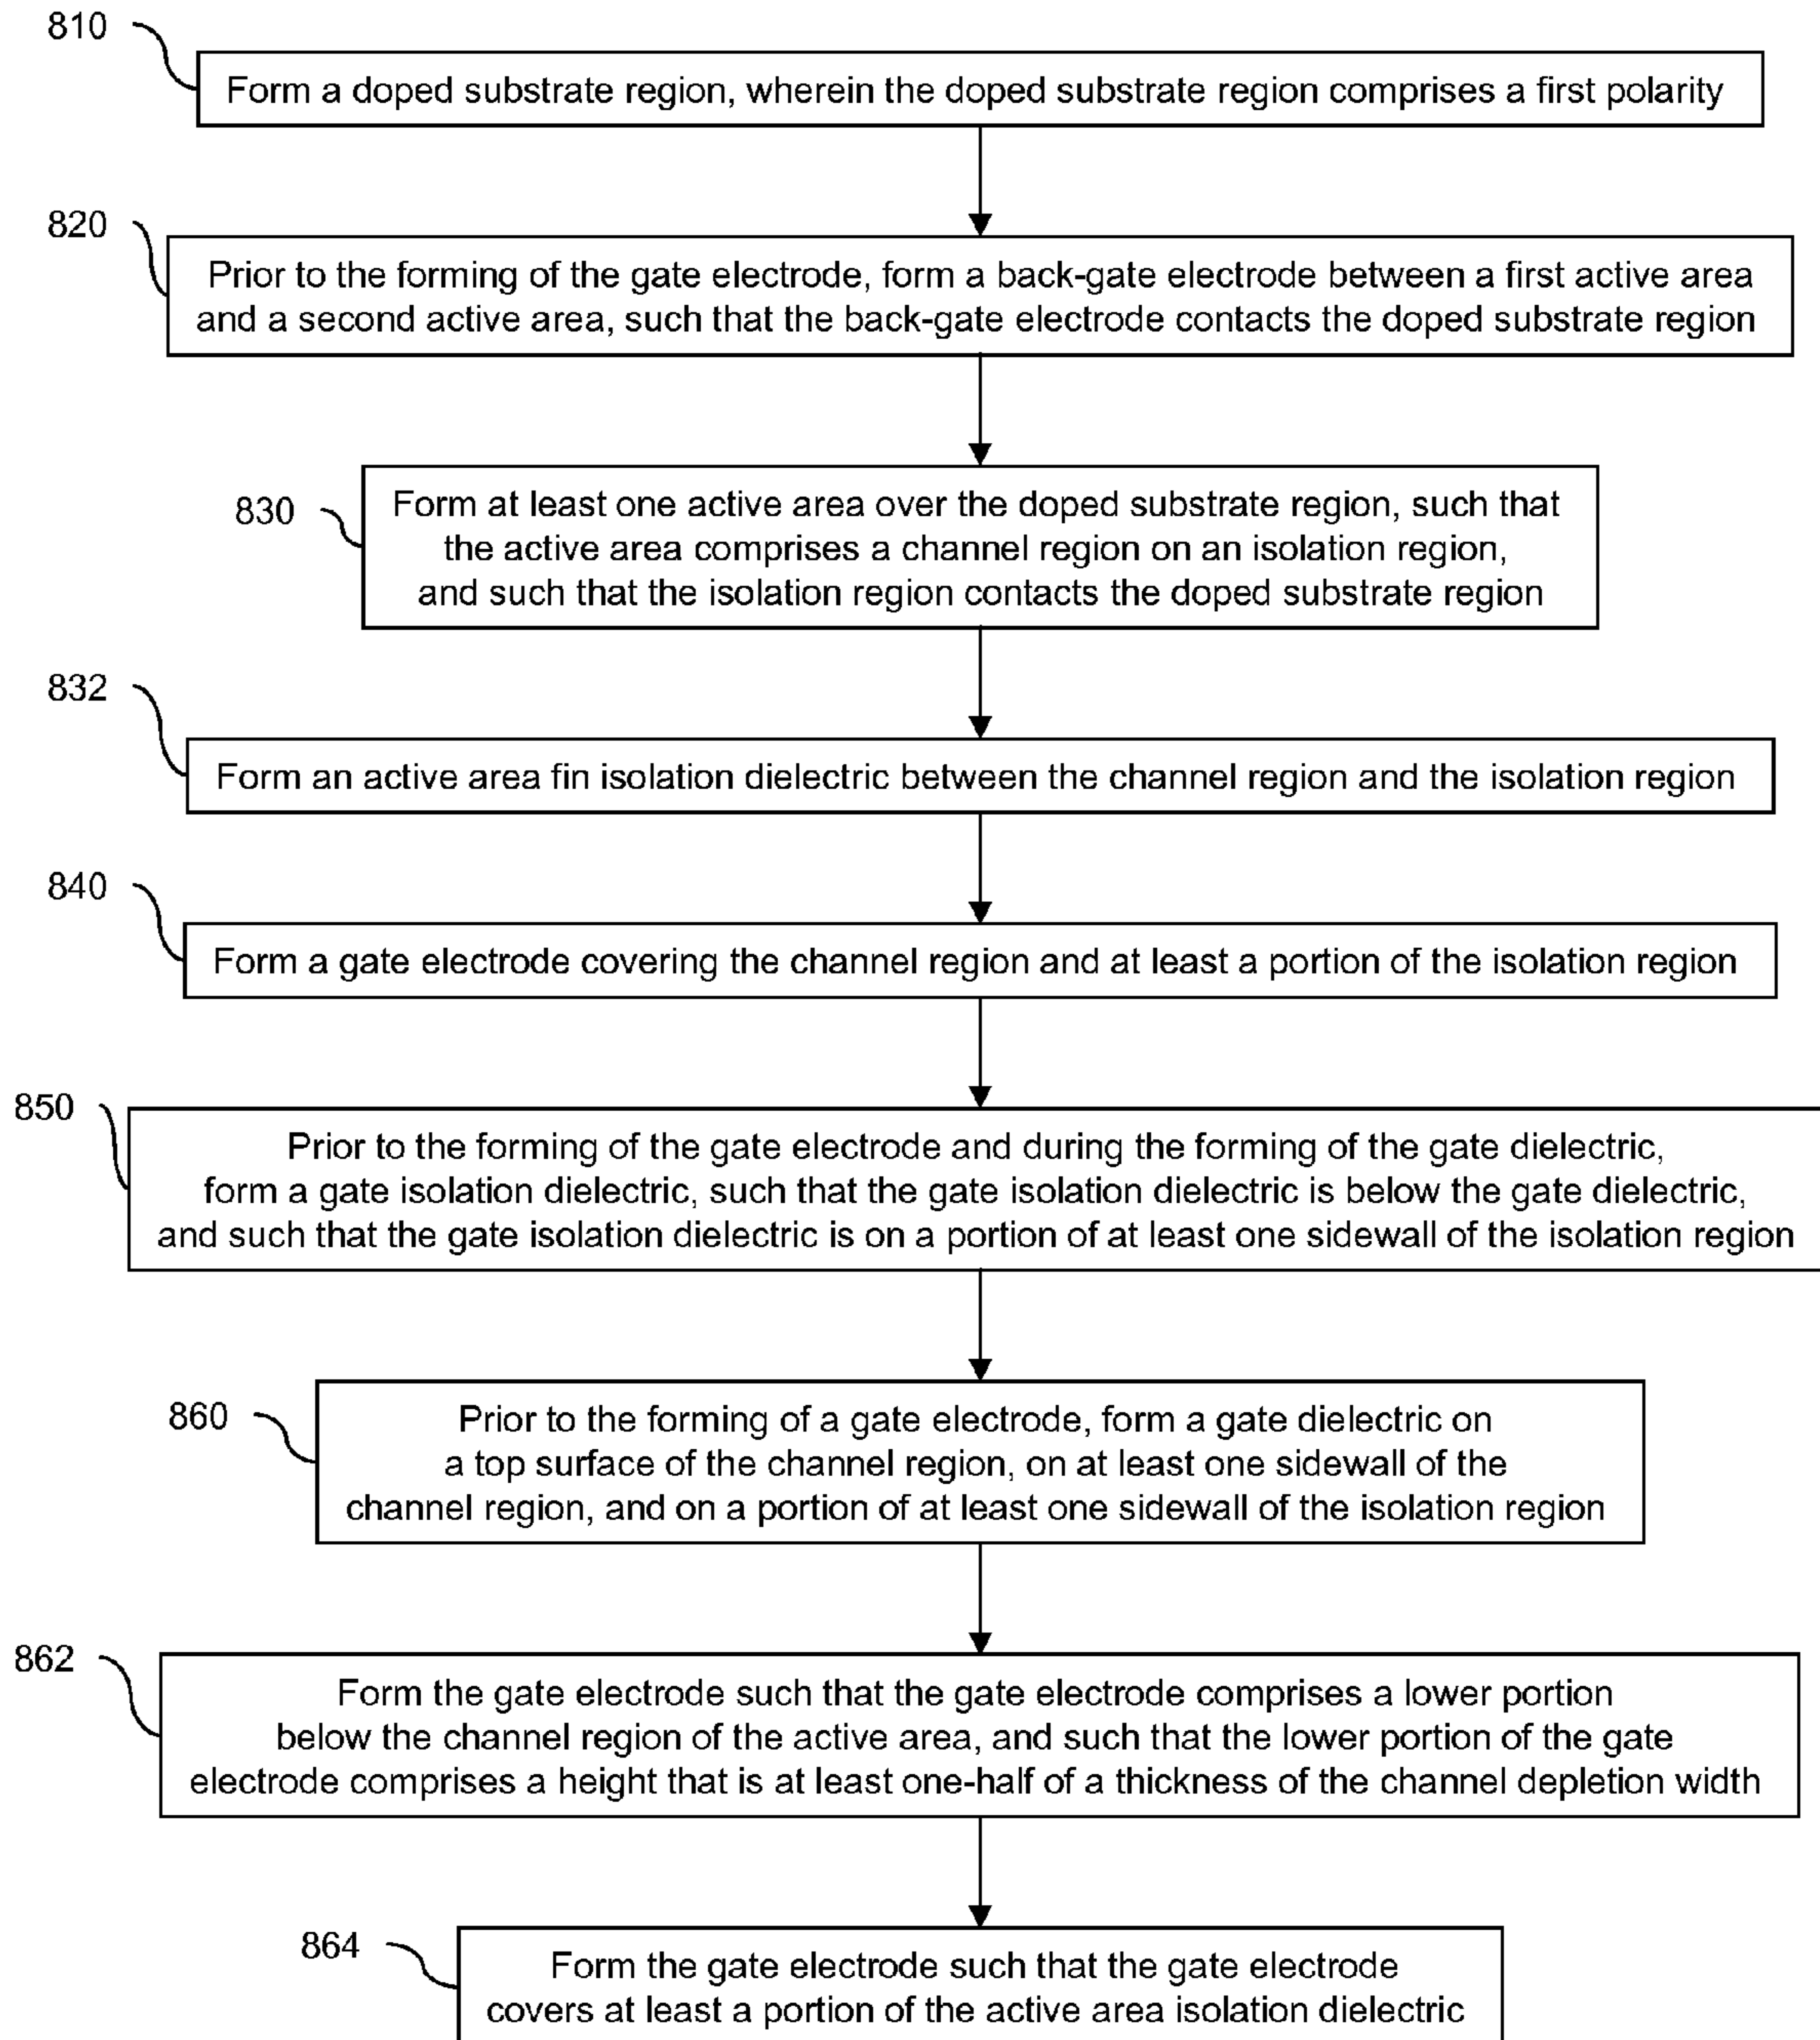 810
Form a doped substrate region, wherein the doped substrate region comprises a first polarity
820
Prior to the forming of the gate electrode, form a back-gate electrode between a first active area
and a second active area, such that the back-gate electrode contacts the doped substrate region
830
Form at least one active area over the doped substrate region, such that
the active area comprises a channel region on an isolation region,
and such that the isolation region contacts the doped substrate region
832
Form an active area fin isolation dielectric between the channel region and the isolation region
840
Form a gate electrode covering the channel region and at least a portion of the isolation region
850
Prior to the forming of the gate electrode and during the forming of the gate dielectric,
form a gate isolation dielectric, such that the gate isolation dielectric is below the gate dielectric,
and such that the gate isolation dielectric is on a portion of at least one sidewall of the isolation region
860
Prior to the forming of a gate electrode, form a gate dielectric on
a top surface of the channel region, on at least one sidewall of the
channel region, and on a portion of at least one sidewall of the isolation region
862
Form the gate electrode such that the gate electrode comprises a lower portion
below the channel region of the active area, and such that the lower portion of the gate
electrode comprises a height that is at least one-half of a thickness of the channel depletion width
864
Form the gate electrode such that the gate electrode
covers at least a portion of the active area isolation dielectric